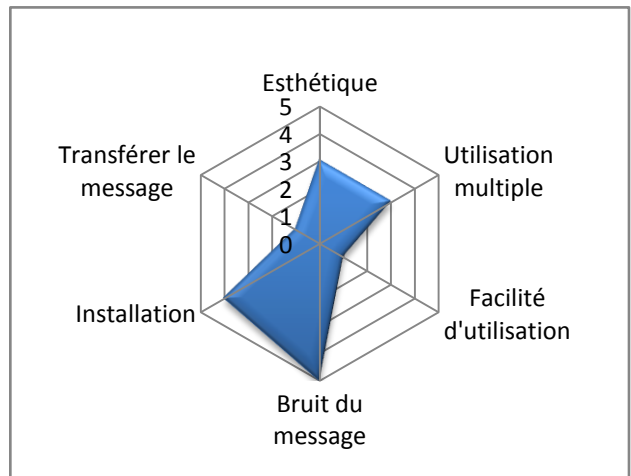 Esthétique
5
4
3
2
1
0
Utilisation
multiple
Facilité
d'utilisation
Bruit du
message
Installation
Transférer le
message